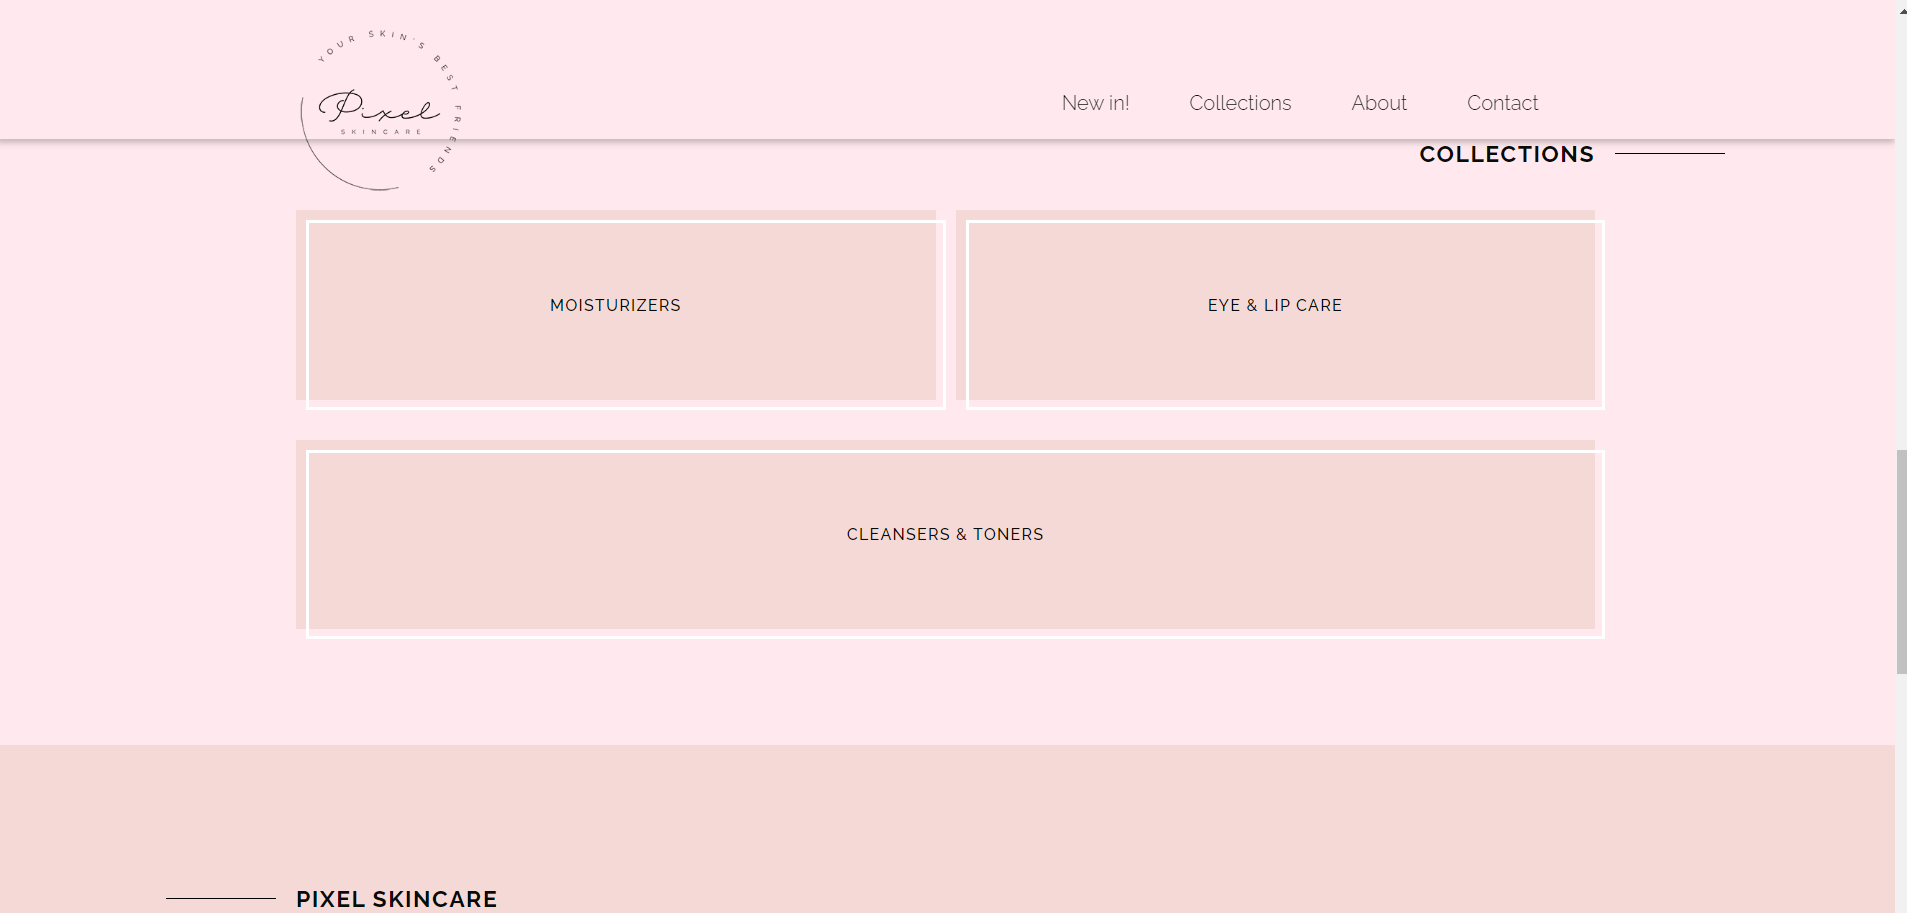 YOUR SKIN'S BEST FRIENDS
Pixel
SKINCARE
New in! Collections About Contact
COLLECTIONS
MOISTURIZERS EYE & LIP CARE
CLEANSERS & TONERS
PIXEL SKINCARE